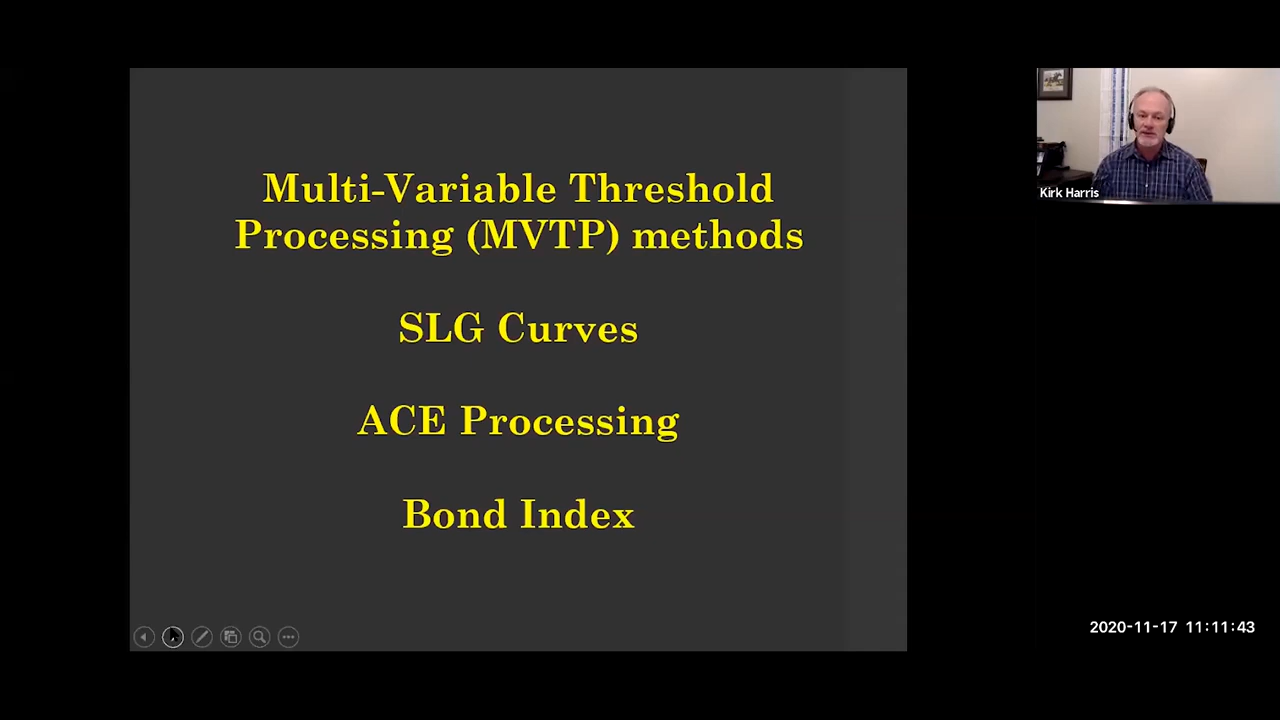 Multi-Variable Threshold
Processing (MVTP) methods
SLG Curves
ACE Processing
Bond Index
Kirk Harris
2020-11-17 11:11:43